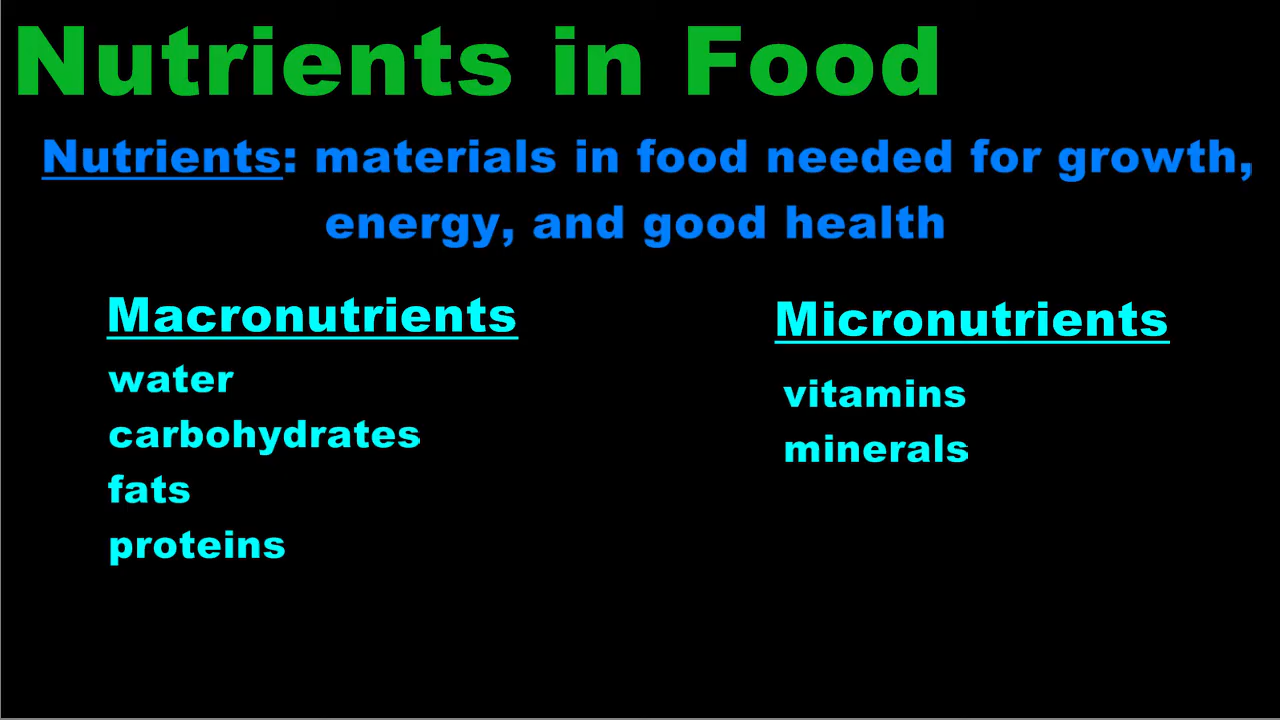 Nutrients in Food
Nutrients: materials in food needed for growth,
energy, and good health
Macronutrients
water
carbohydrates
fats
proteins
Micronutrients
vitamins
minerals